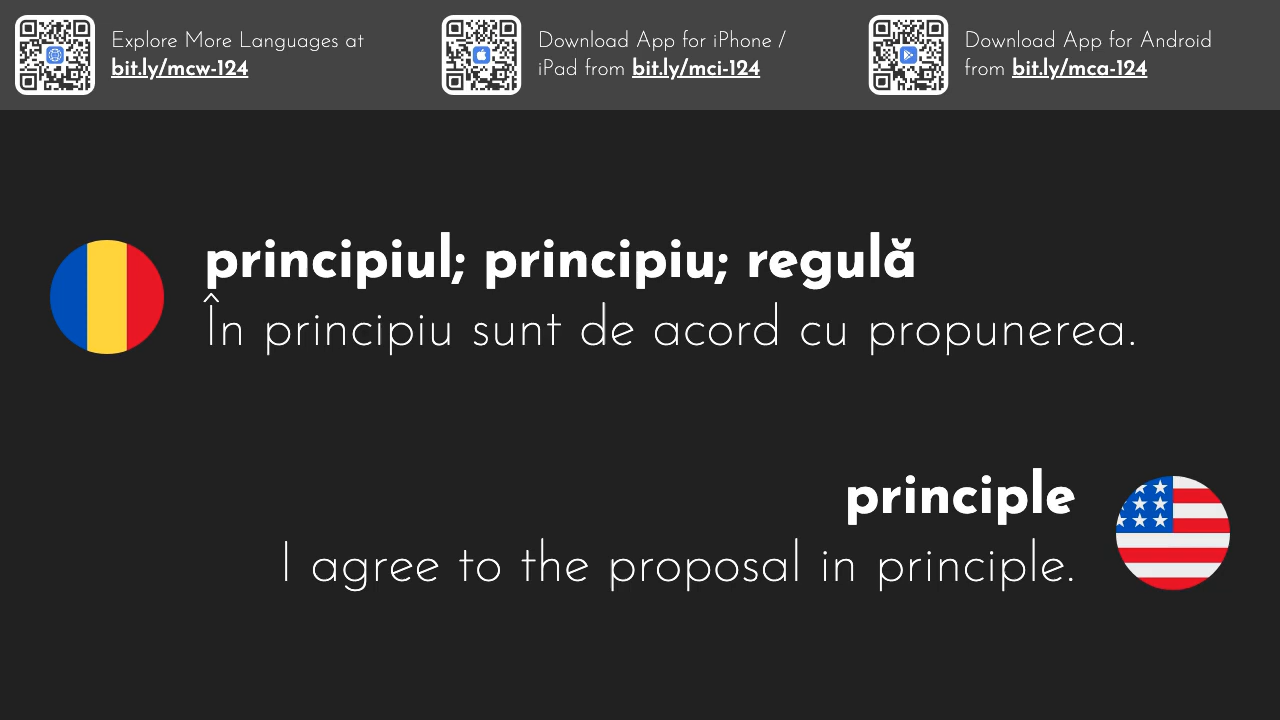 Explore More Languages at
bit.ly/mcw-124
Download App for iPhone /
iPad from bit.ly/mci-124
Download App for Android
from bit.ly/mca-124
principiul; principiu; regulă
În principiu sunt de acord cu propunerea.
principle
I agree to the proposal in principle.